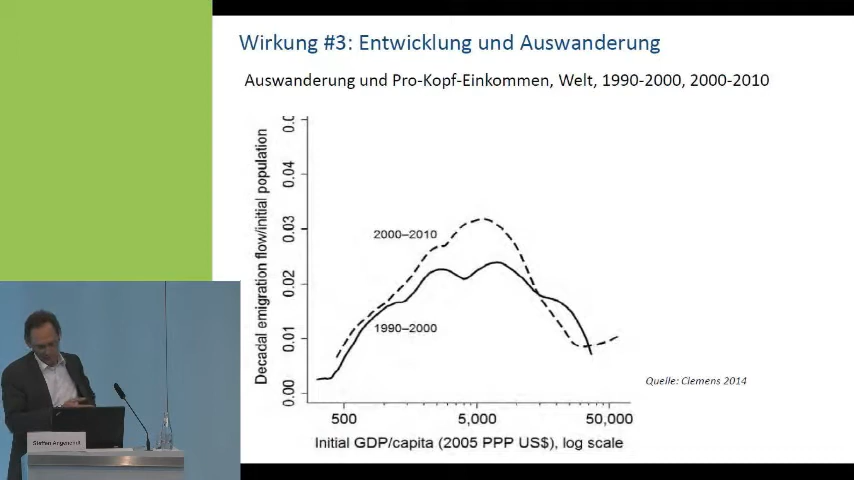 Wirkung #3: Entwicklung und Auswanderung
Auswanderung und Pro-Kopf-Einkommen, Welt, 1990-2000, 2000-2010
Decadal emigration flow/initial population
0.04
0.03
0.02
0.01
0.00
2000–2010
1990–2000
Quelle: Clemens 2014
500
5,000
50,000
Initial GDP/capita (2005 PPP US$), log scale
Steffen Angenendt